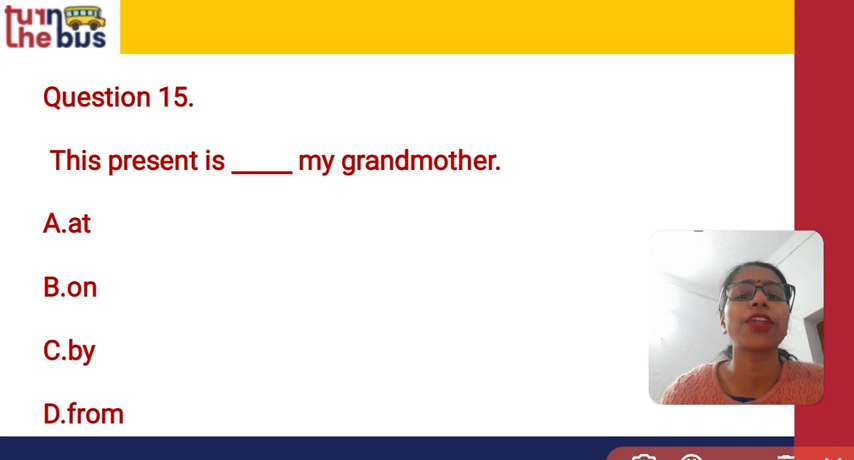 turn
the bus
Question 15.
This present is _____ my grandmother.
A.at
B.on
C.by
D.from